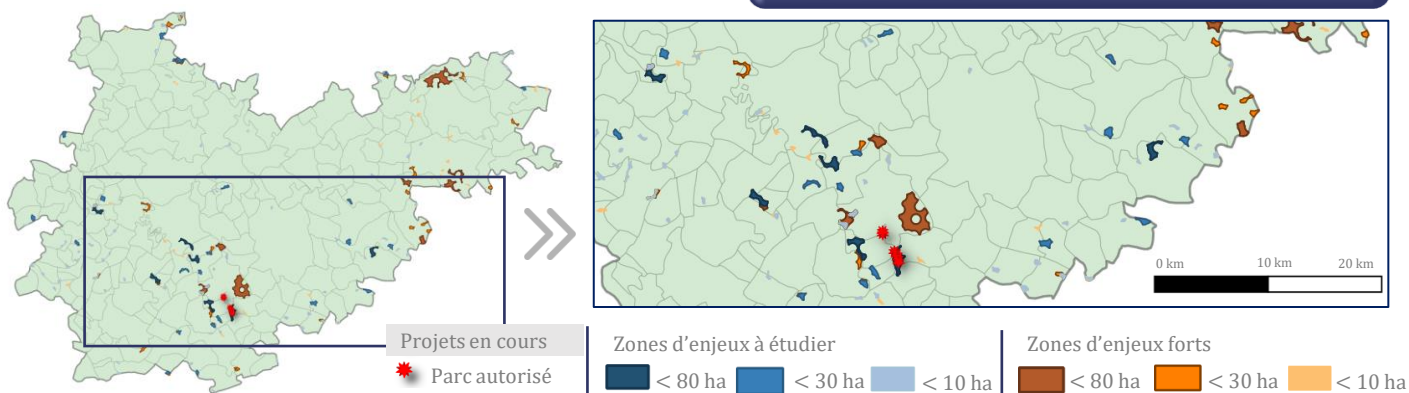 0 km 10 km 20 km
Projets en cours
Parc autorisé
Zones d'enjeux à étudier
< 80 ha < 30 ha < 10 ha
Zones d'enjeux forts
< 80 ha < 30 ha < 10 ha